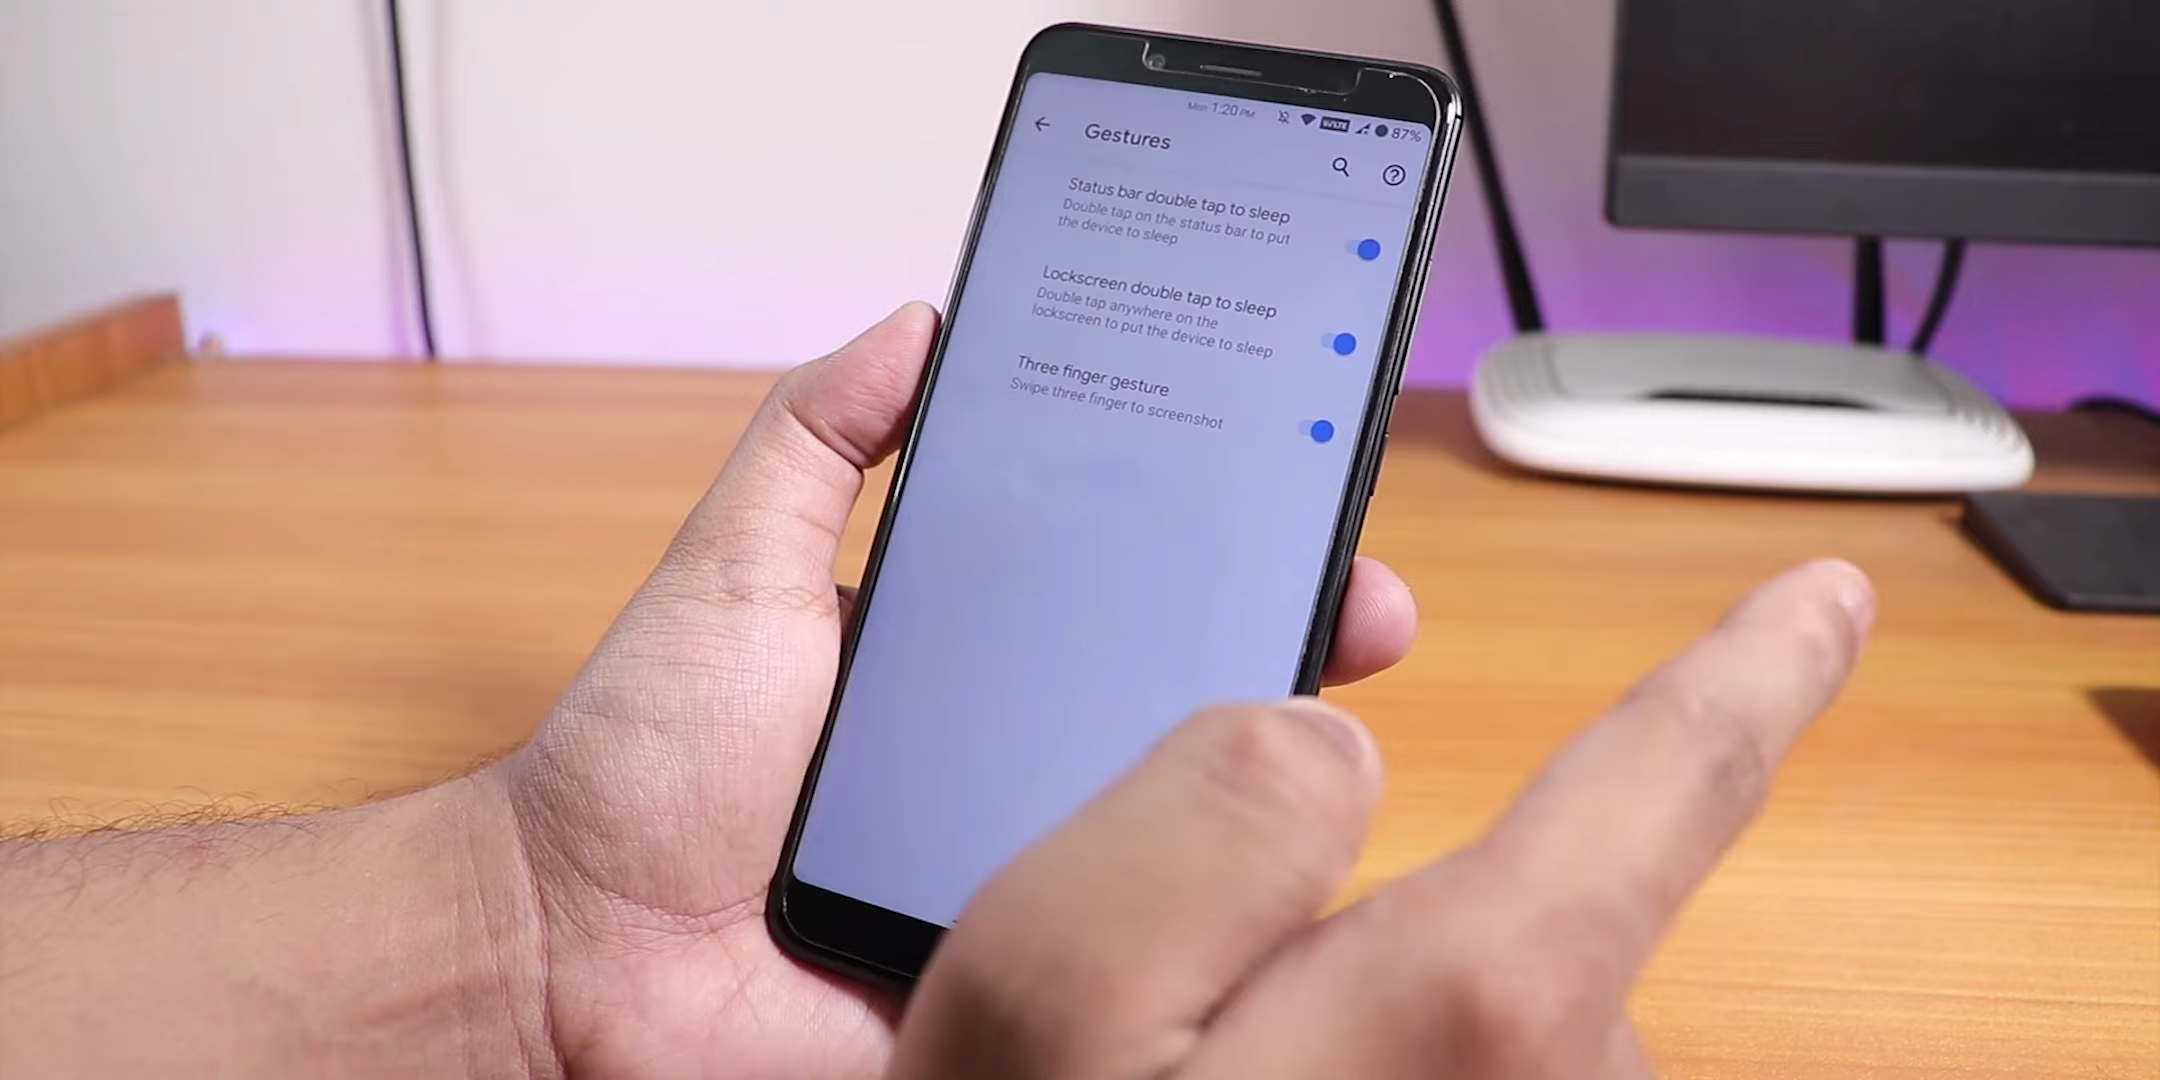 Mon 1:20 PM VoLTE 87%
Gestures
Status bar double tap to sleep
Double tap on the status bar to put
the device to sleep
Lockscreen double tap to sleep
Double tap anywhere on the
lockscreen to put the device to sleep
Three finger gesture
Swipe three finger to screenshot